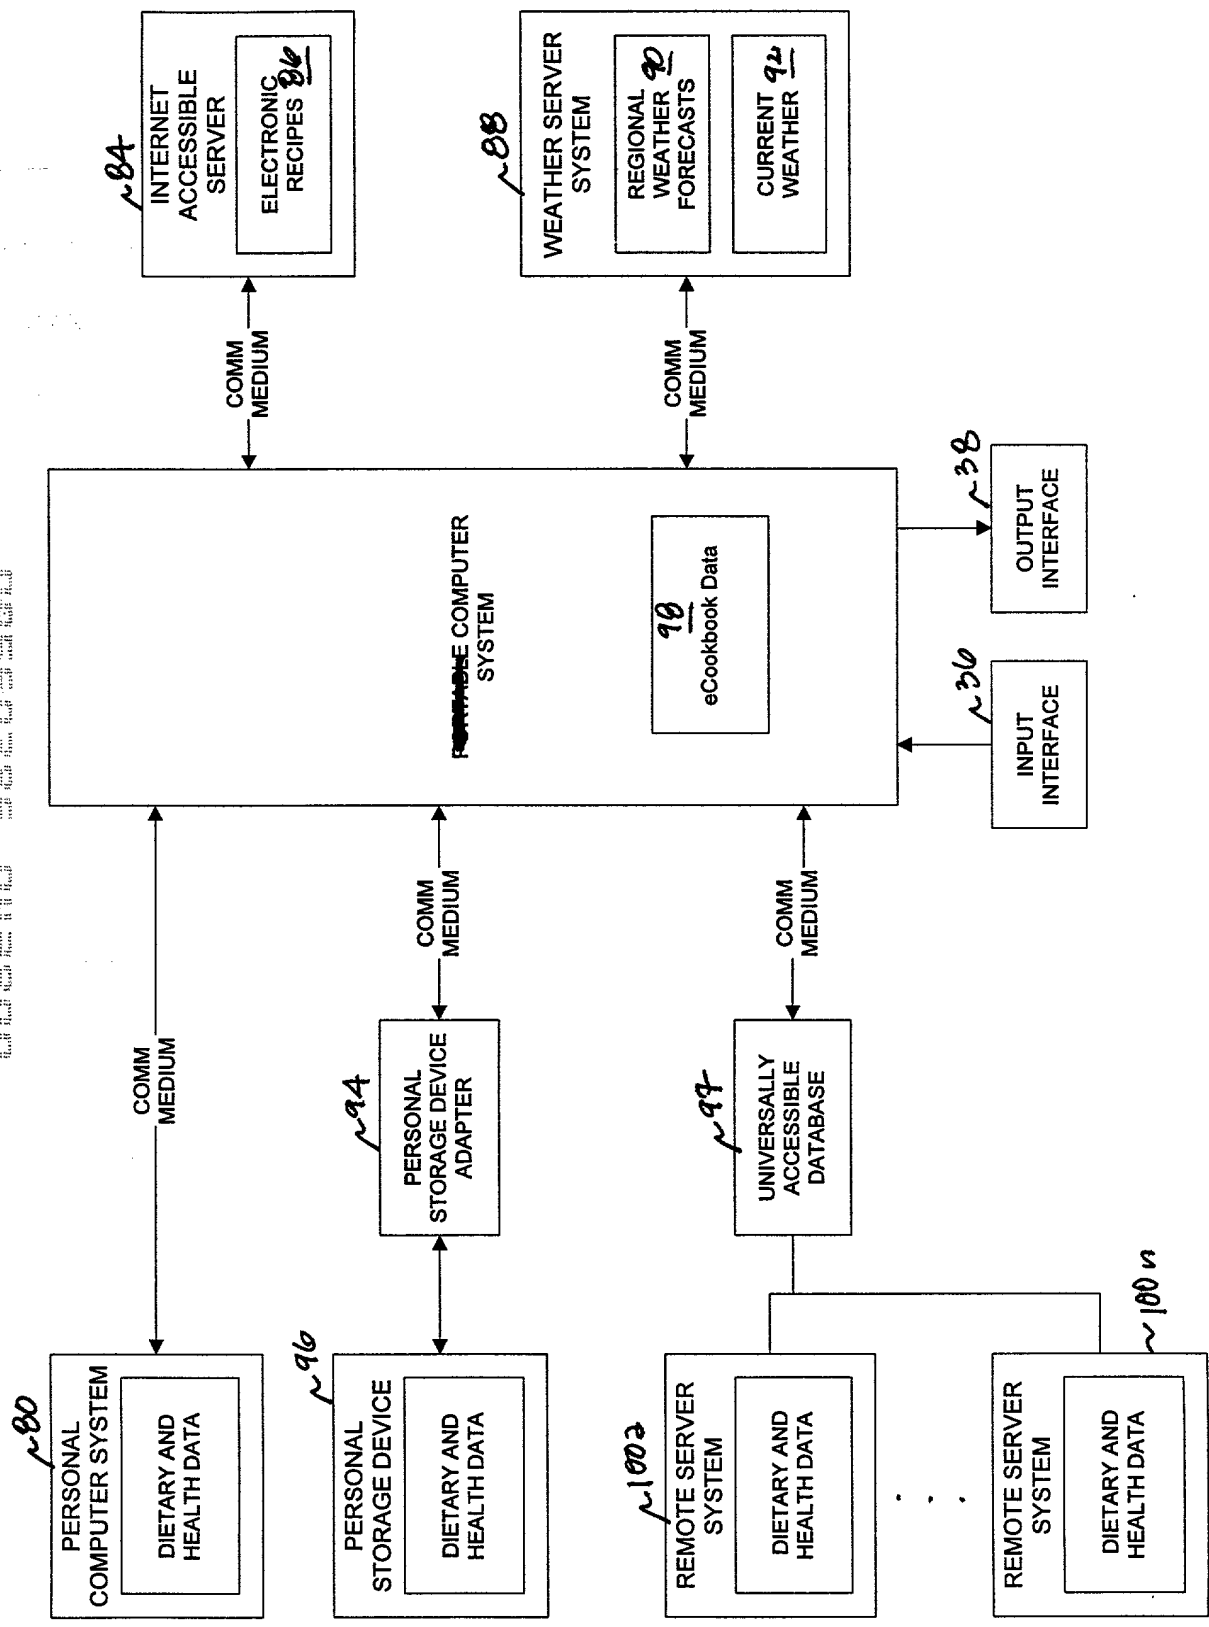 PERSONAL
COMPUTER SYSTEM
~80
DIETARY AND
HEALTH DATA
PERSONAL
STORAGE DEVICE
~96
DIETARY AND
HEALTH DATA
REMOTE SERVER
SYSTEM
~100a
DIETARY AND
HEALTH DATA
. . .
REMOTE SERVER
SYSTEM
~100n
DIETARY AND
HEALTH DATA
COMM
MEDIUM
PERSONAL
STORAGE DEVICE
ADAPTER
~94
COMM
MEDIUM
UNIVERSALLY
ACCESSIBLE
DATABASE
~97
COMM
MEDIUM
COMPUTER
SYSTEM
98
eCookbook Data
INPUT
INTERFACE
~36
OUTPUT
INTERFACE
~38
COMM
MEDIUM
COMM
MEDIUM
INTERNET
ACCESSIBLE
SERVER
~84
ELECTRONIC
RECIPES 86
WEATHER SERVER
SYSTEM
~88
REGIONAL
WEATHER 90
FORECASTS
CURRENT
WEATHER 92